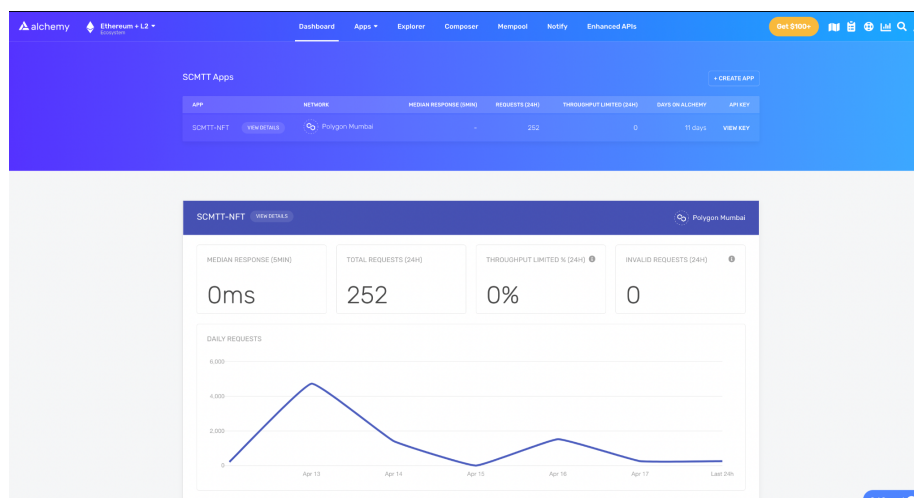 alchemy
Ethereum + L2
Ecosystem
Dashboard Apps Explorer Composer Mempool Notify Enhanced APIs
Get $100+
SCMTT Apps
+ CREATE APP
APP NETWORK MEDIAN RESPONSE (5MIN) REQUESTS (24H) THROUGHPUT LIMITED (24H) DAYS ON ALCHEMY API KEY
SCMTT-NFT VIEW DETAILS Polygon Mumbai - 252 0 11 days VIEW KEY
SCMTT-NFT VIEW DETAILS Polygon Mumbai
MEDIAN RESPONSE (5MIN) TOTAL REQUESTS (24H) THROUGHPUT LIMITED % (24H) INVALID REQUESTS (24H)
0ms 252 0% 0
DAILY REQUESTS
6,000
4,000
2,000
0
Apr 13 Apr 14 Apr 15 Apr 16 Apr 17 Last 24h